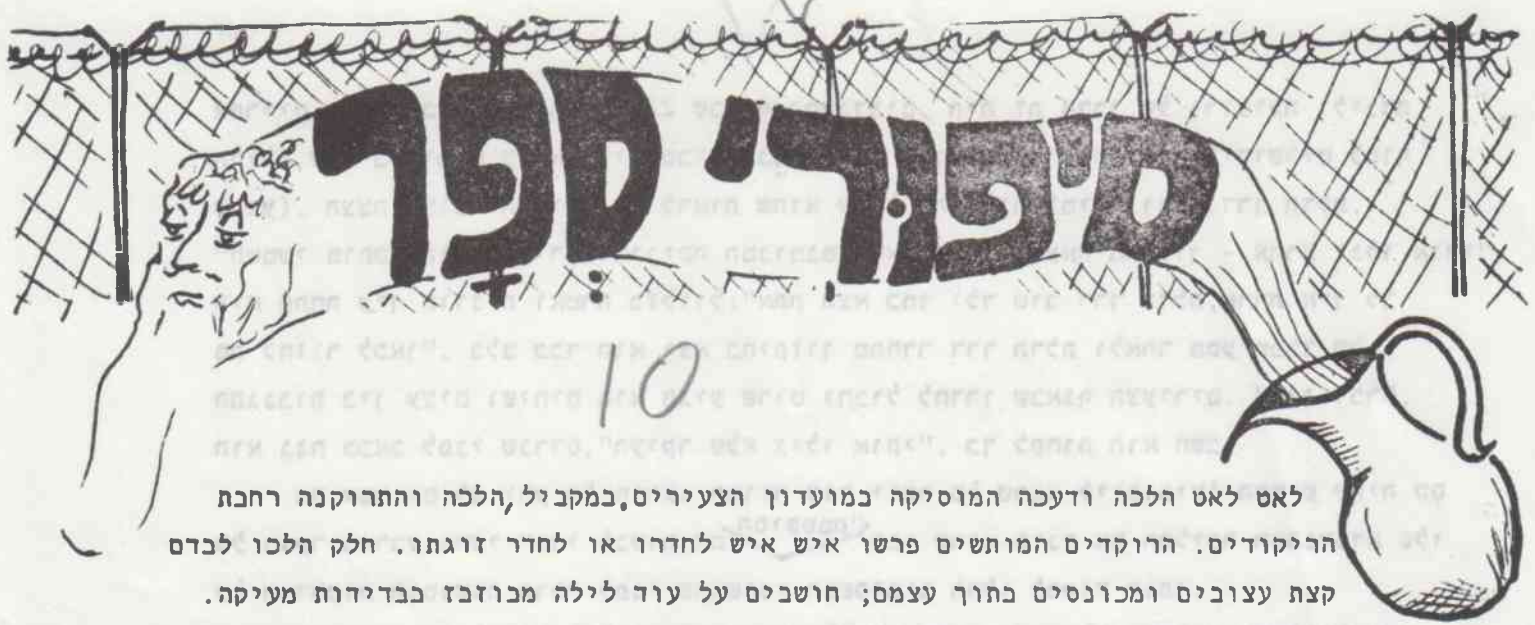 סיפורי סְפָר
10
לאט לאט הלכה ודעכה המוסיקה במועדון הצעירים. במקביל, הלכה והתרוקנה רחבת
הריקודים. הרוקדים המותשים פרשו איש איש לחדרו או לחדר זוגתו. חלק הלכו לבדם
קצת עצובים ומכונסים בתוך עצמם, חושבים על עוד לילה מבוזבז בבדידות מעיקה.